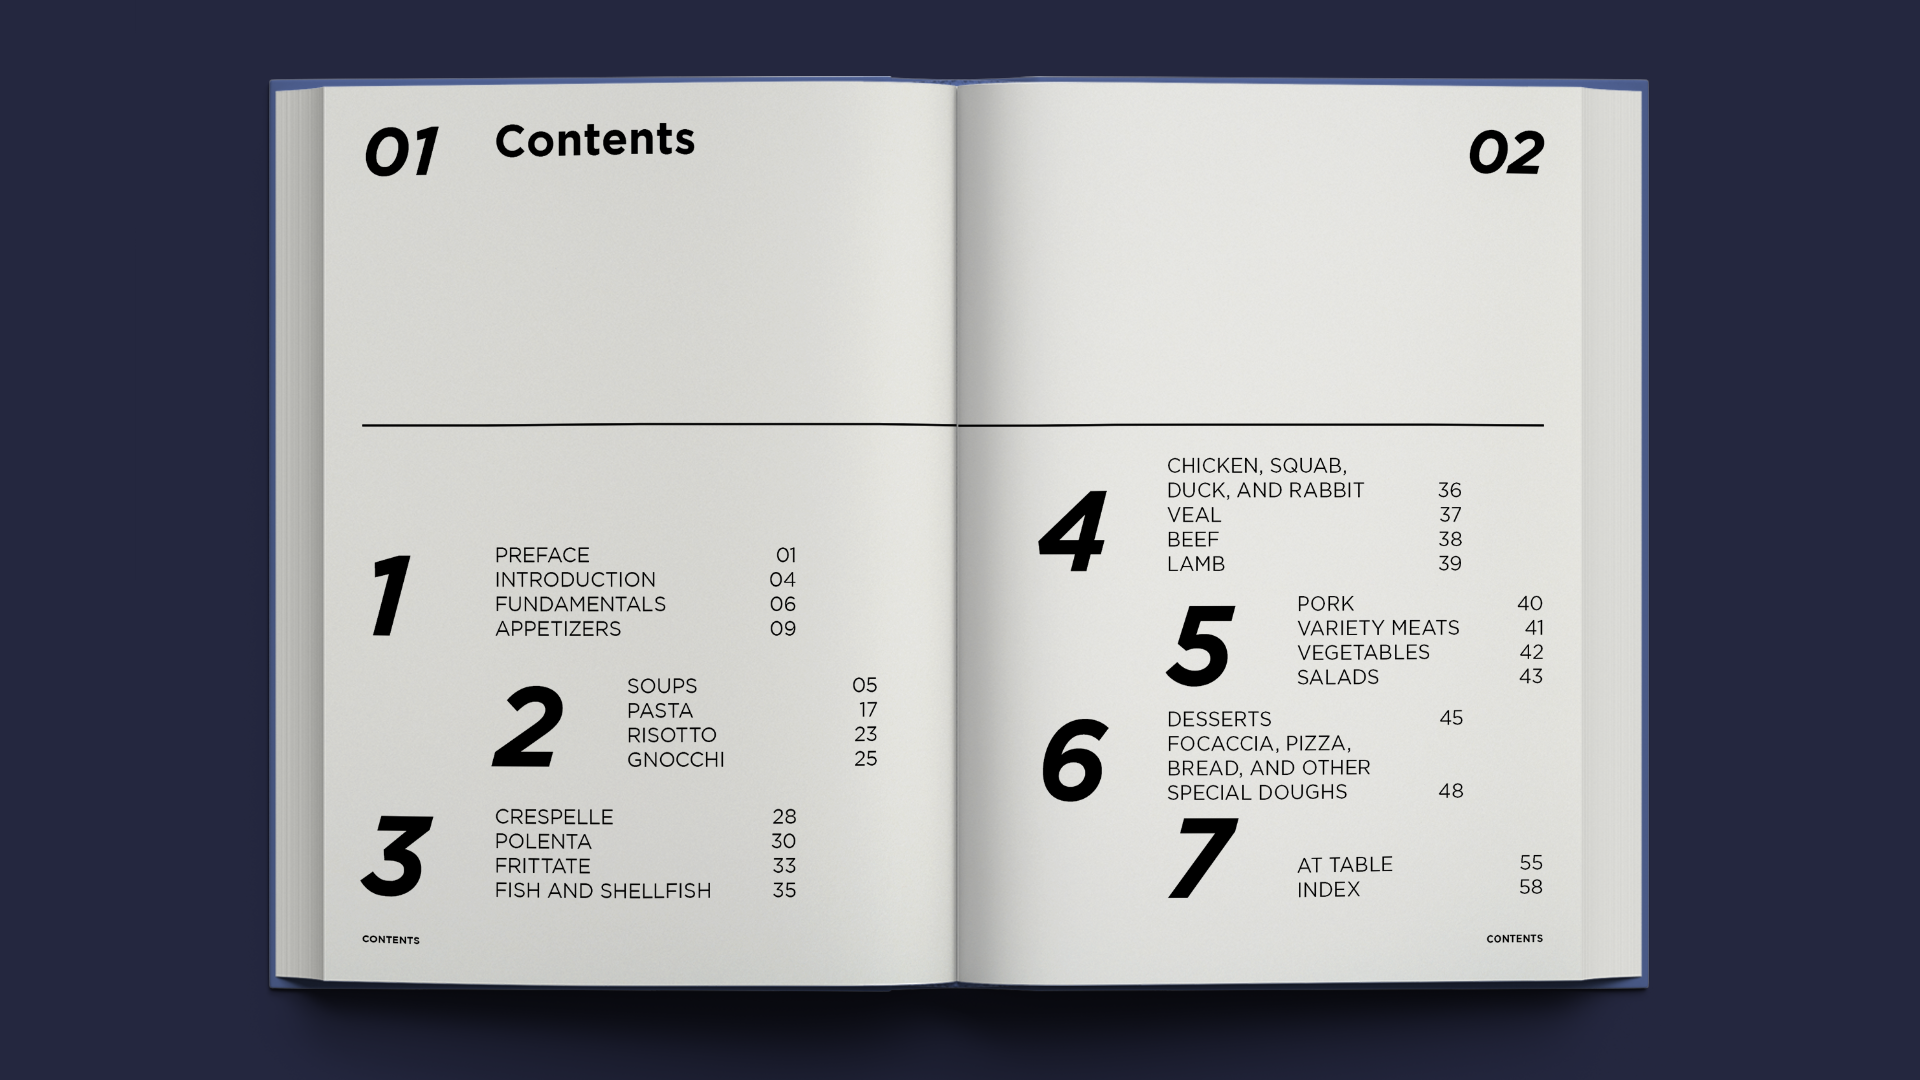 01 Contents
1
PREFACE 01
INTRODUCTION 04
FUNDAMENTALS 06
APPETIZERS 09
2
SOUPS 05
PASTA 17
RISOTTO 23
GNOCCHI 25
3
CRESPELLE 28
POLENTA 30
FRITTATE 33
FISH AND SHELLFISH 35
CONTENTS
02
4
CHICKEN, SQUAB,
DUCK, AND RABBIT 36
VEAL 37
BEEF 38
LAMB 39
5
PORK 40
VARIETY MEATS 41
VEGETABLES 42
SALADS 43
6
DESSERTS 45
FOCACCIA, PIZZA,
BREAD, AND OTHER
SPECIAL DOUGHS 48
7
AT TABLE 55
INDEX 58
CONTENTS